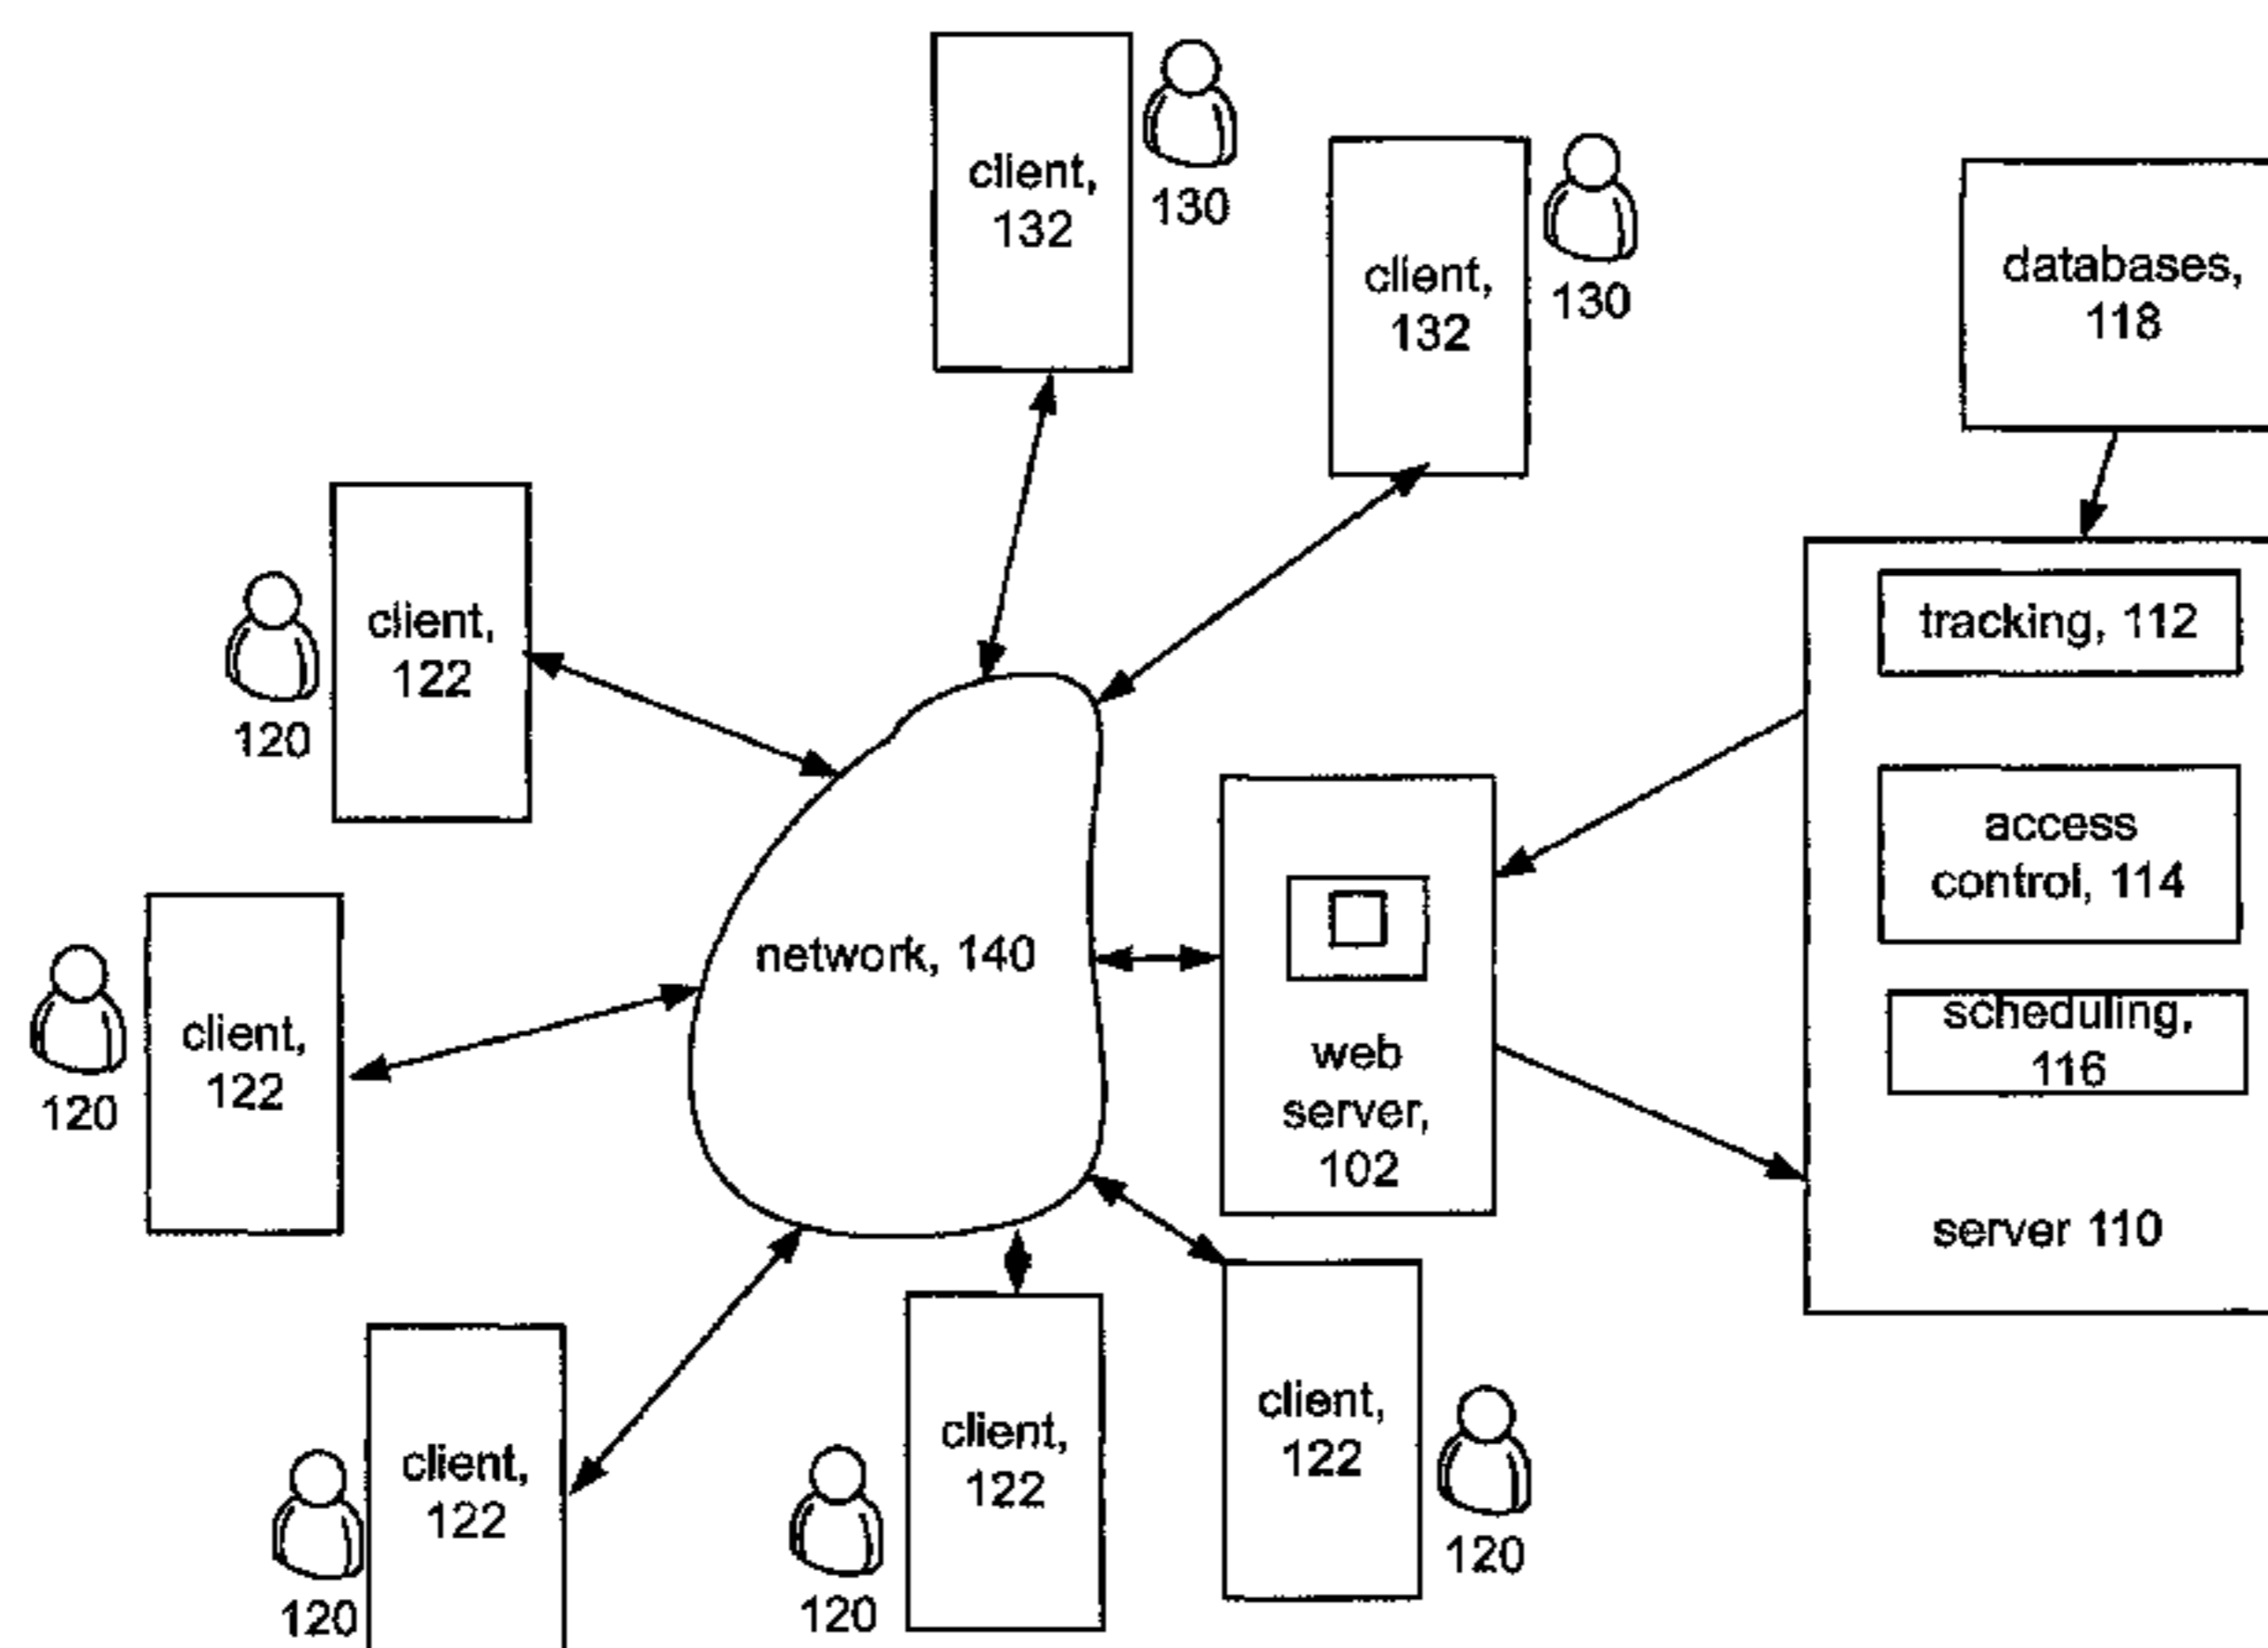 client,
132
130
client,
132
130
databases,
118
client,
122
120
tracking, 112
access
control, 114
scheduling,
116
server 110
network, 140
web
server,
102
client,
122
120
client,
122
120
client,
122
120
client,
122
120